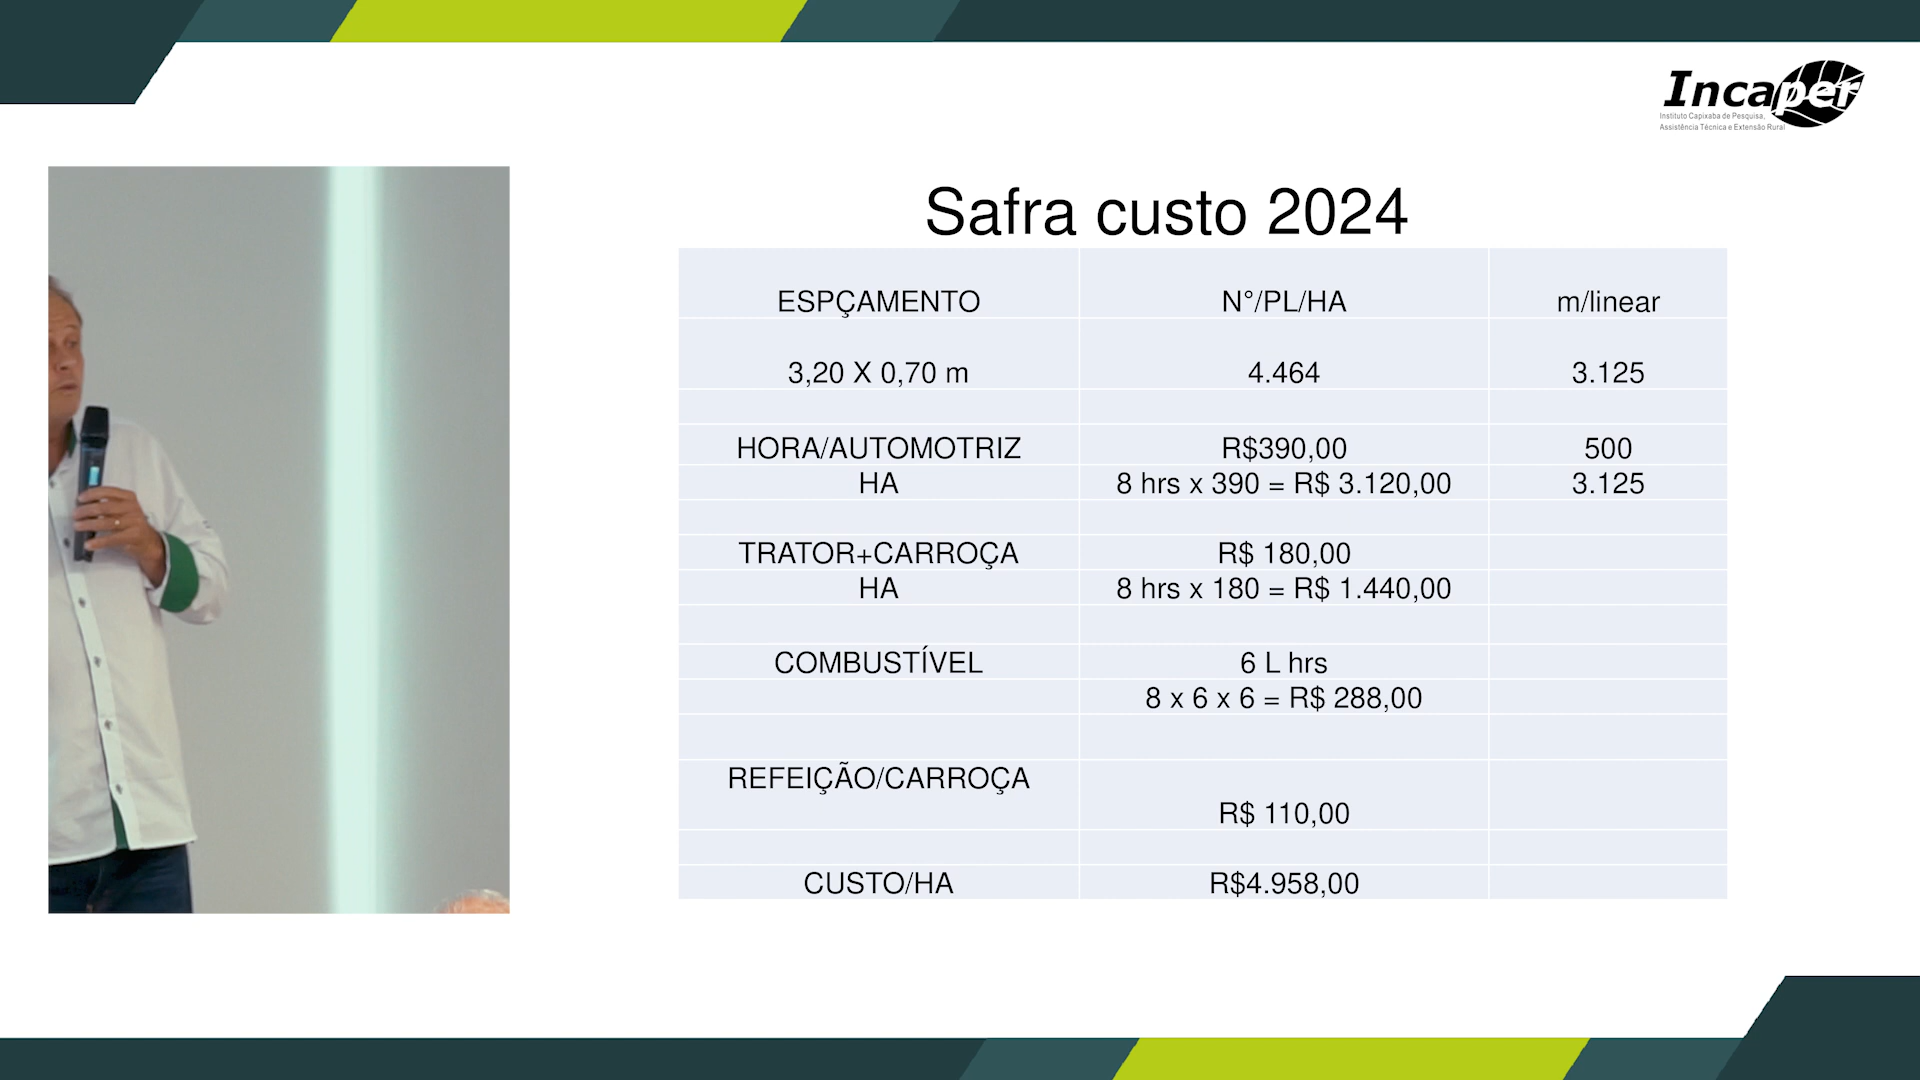 Incaper
Instituto Capixaba de Pesquisa,
Assistência Técnica e Extensão Rural
Safra custo 2024
ESPÇAMENTO N°/PL/HA m/linear
3,20 X 0,70 m 4.464 3.125
HORA/AUTOMOTRIZ R$390,00 500
HA 8 hrs x 390 = R$ 3.120,00 3.125
TRATOR+CARROÇA R$ 180,00
HA 8 hrs x 180 = R$ 1.440,00
COMBUSTÍVEL 6 L hrs
8 x 6 x 6 = R$ 288,00
REFEIÇÃO/CARROÇA
R$ 110,00
CUSTO/HA R$4.958,00